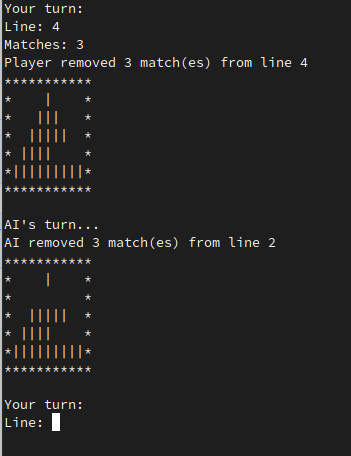 Your turn:
Line: 4
Matches: 3
Player removed 3 match(es) from line 4
***********
*    |    *
*   |||   *
*  |||||  *
* ||||    *
*|||||||||*
***********

AI's turn...
AI removed 3 match(es) from line 2
***********
*    |    *
*         *
*  |||||  *
* ||||    *
*|||||||||*
***********

Your turn:
Line: